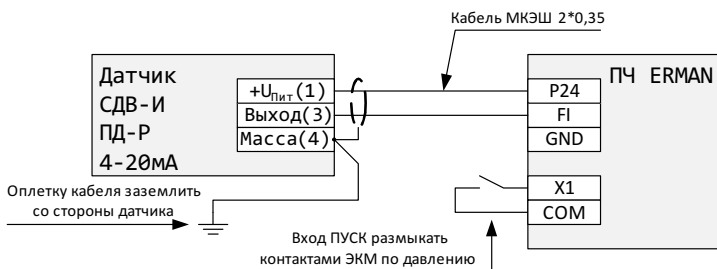 Кабель МКЭШ 2*0,35
Датчик
СДВ-И
ПД-Р
4-20мА
+UПит(1)
Выход(3)
Масса(4)
ПЧ ERMAN
P24
FI
GND
X1
COM
Оплетку кабеля заземлить
со стороны датчика
Вход ПУСК размыкать
контактами ЭКМ по давлению